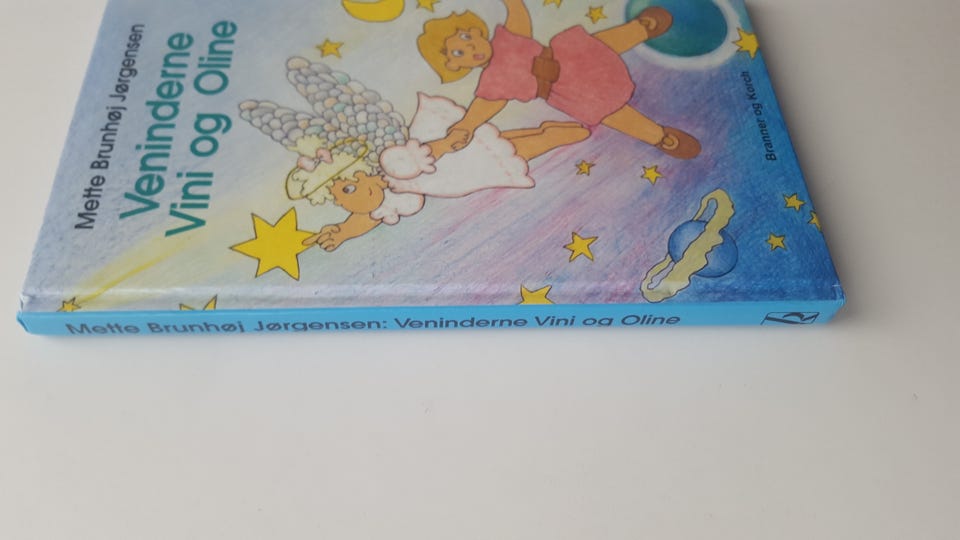 Mette Brunhøj Jørgensen
Veninderne
Vini og Oline
Branner og Korch
Mette Brunhøj Jørgensen: Veninderne Vini og Oline